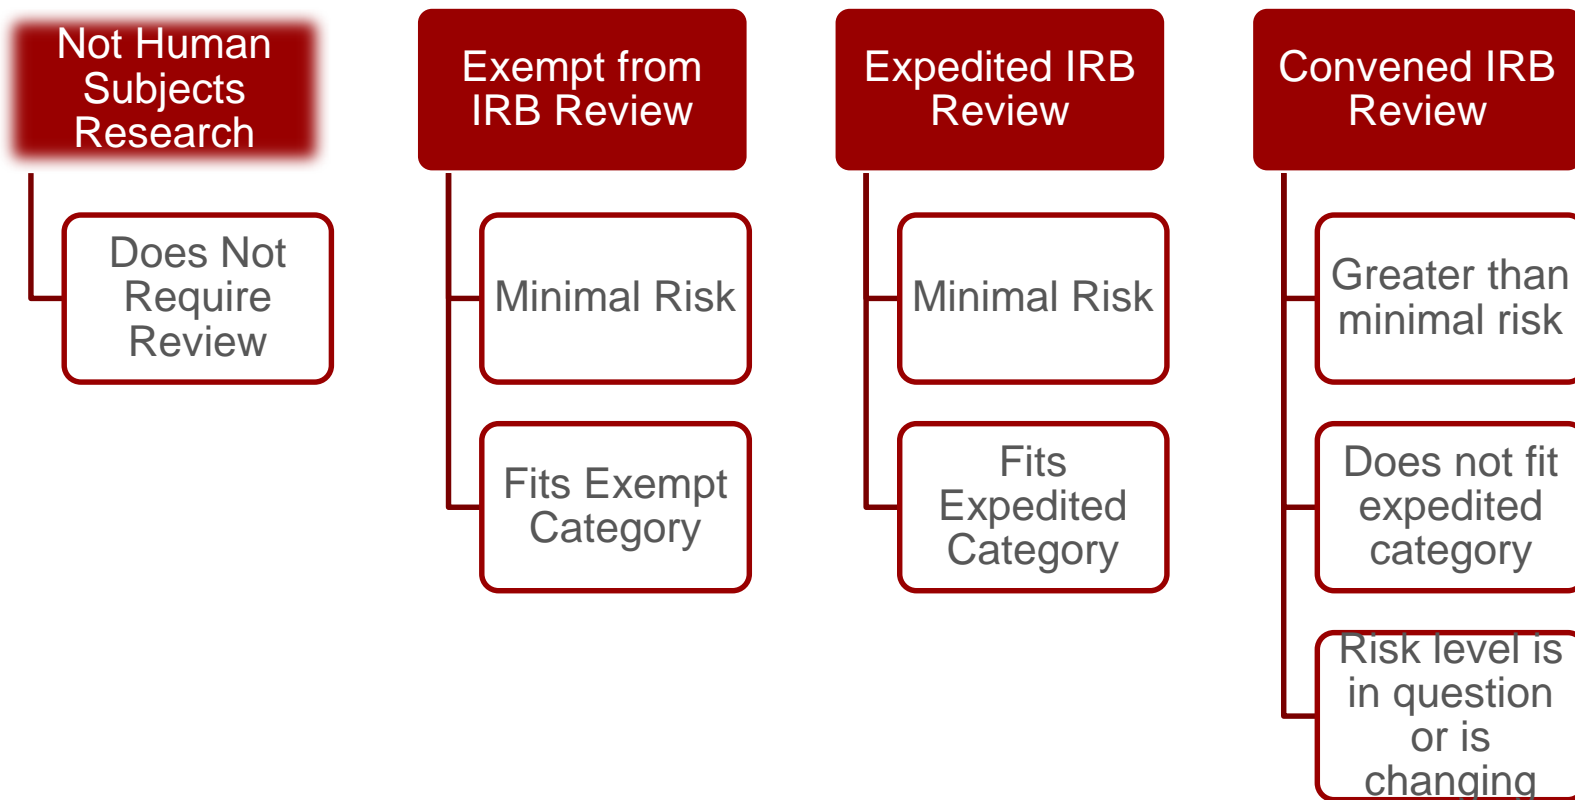 Not Human
Subjects
Research
Does Not
Require
Review
Exempt from
IRB Review
Minimal Risk
Fits Exempt
Category
Expedited IRB
Review
Minimal Risk
Fits
Expedited
Category
Convened IRB
Review
Greater than
minimal risk
Does not fit
expedited
category
Risk level is
in question
or is
changing